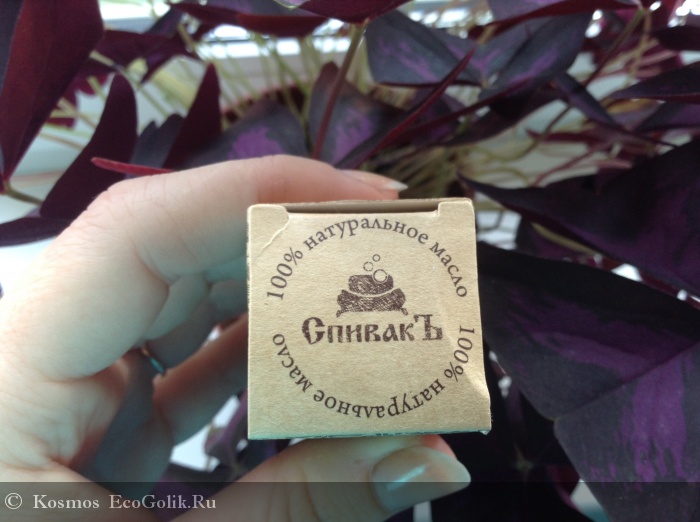 100% натуральное масло
СпивакЪ
100% натуральное масло
© Kosmos EcoGolik.Ru